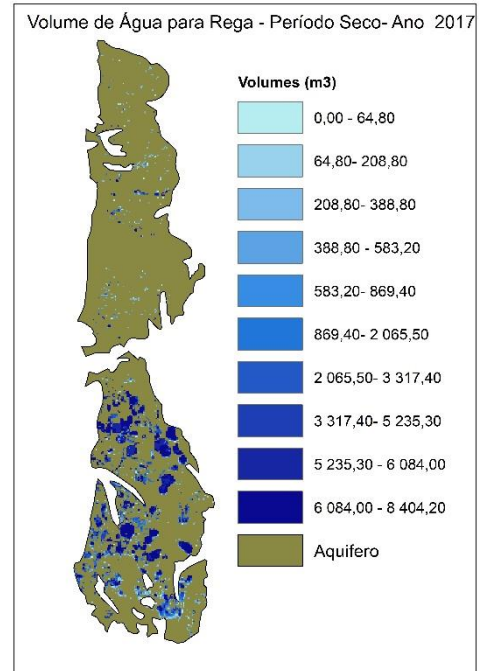 Volume de Água para Rega - Período Seco- Ano 2017
Volumes (m3)
0,00 - 64,80
64,80- 208,80
208,80- 388,80
388,80 - 583,20
583,20- 869,40
869,40- 2 065,50
2 065,50- 3 317,40
3 317,40- 5 235,30
5 235,30 - 6 084,00
6 084,00 - 8 404,20
Aquifero